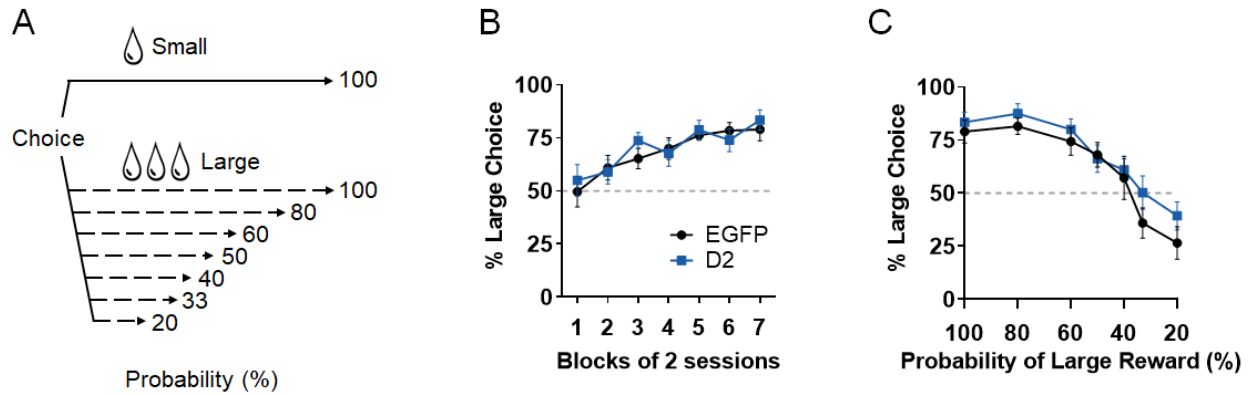 A
Small
100
Choice
Large
100
80
60
50
40
33
20
Probability (%)
B
% Large Choice
100
75
50
25
0
EGFP
D2
1 2 3 4 5 6 7
Blocks of 2 sessions
C
% Large Choice
100
75
50
25
0
100 80 60 40 20
Probability of Large Reward (%)